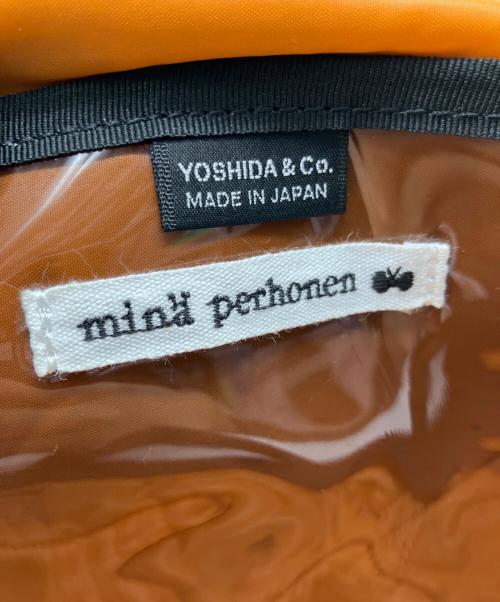 YOSHIDA & Co.
MADE IN JAPAN
minä perhonen